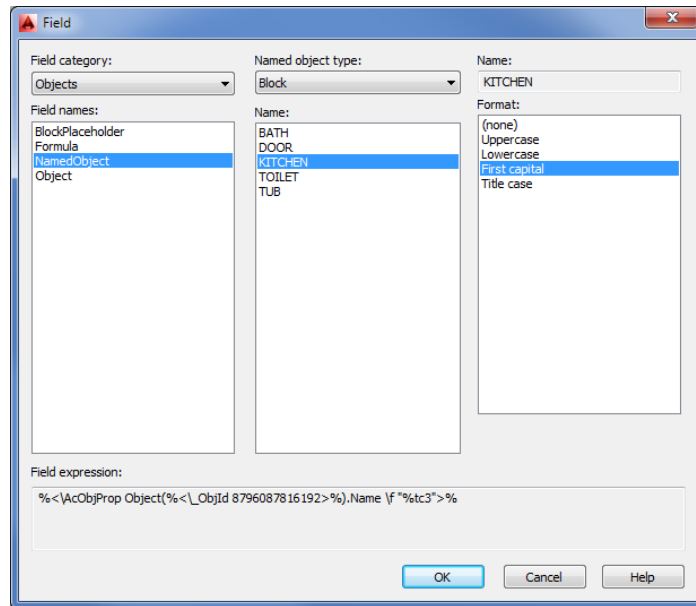 Field
Field category:
Objects
Field names:
BlockPlaceholder
Formula
NamedObject
Object
Named object type:
Block
Name:
BATH
DOOR
KITCHEN
TOILET
TUB
Name:
KITCHEN
Format:
(none)
Uppercase
Lowercase
First capital
Title case
Field expression:
%<\AcObjProp Object(%<\_ObjId 8796087816192>%).Name \f "%tc3">%
OK
Cancel
Help